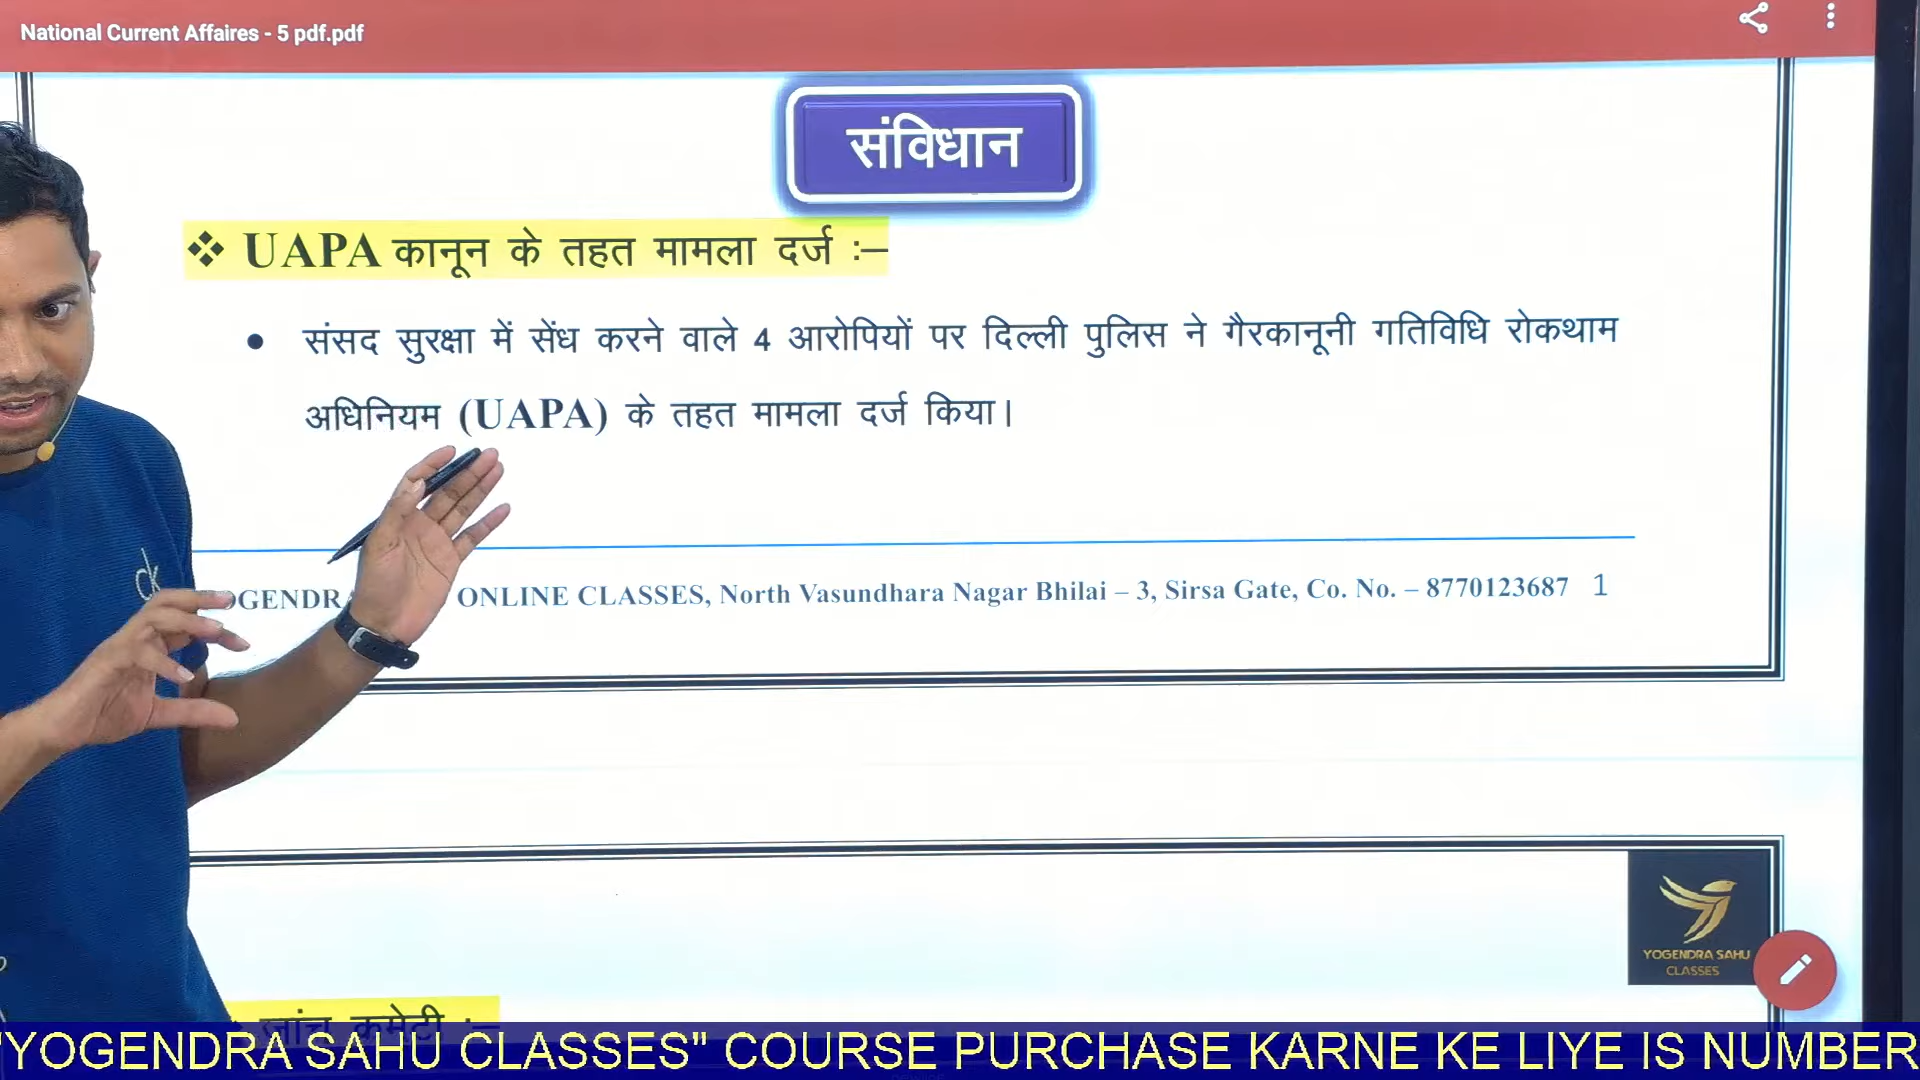 National Current Affaires - 5 pdf.pdf
संविधान
❖ UAPA कानून के तहत मामला दर्ज :–
• संसद सुरक्षा में सेंध करने वाले 4 आरोपियों पर दिल्ली पुलिस ने गैरकानूनी गतिविधि रोकथाम
अधिनियम (UAPA) के तहत मामला दर्ज किया।
ck
ONLINE CLASSES, North Vasundhara Nagar Bhilai – 3, Sirsa Gate, Co. No. – 8770123687 1
YOGENDRA SAHU
CLASSES
जांच कमेटी :–
"YOGENDRA SAHU CLASSES" COURSE PURCHASE KARNE KE LIYE IS NUMBER